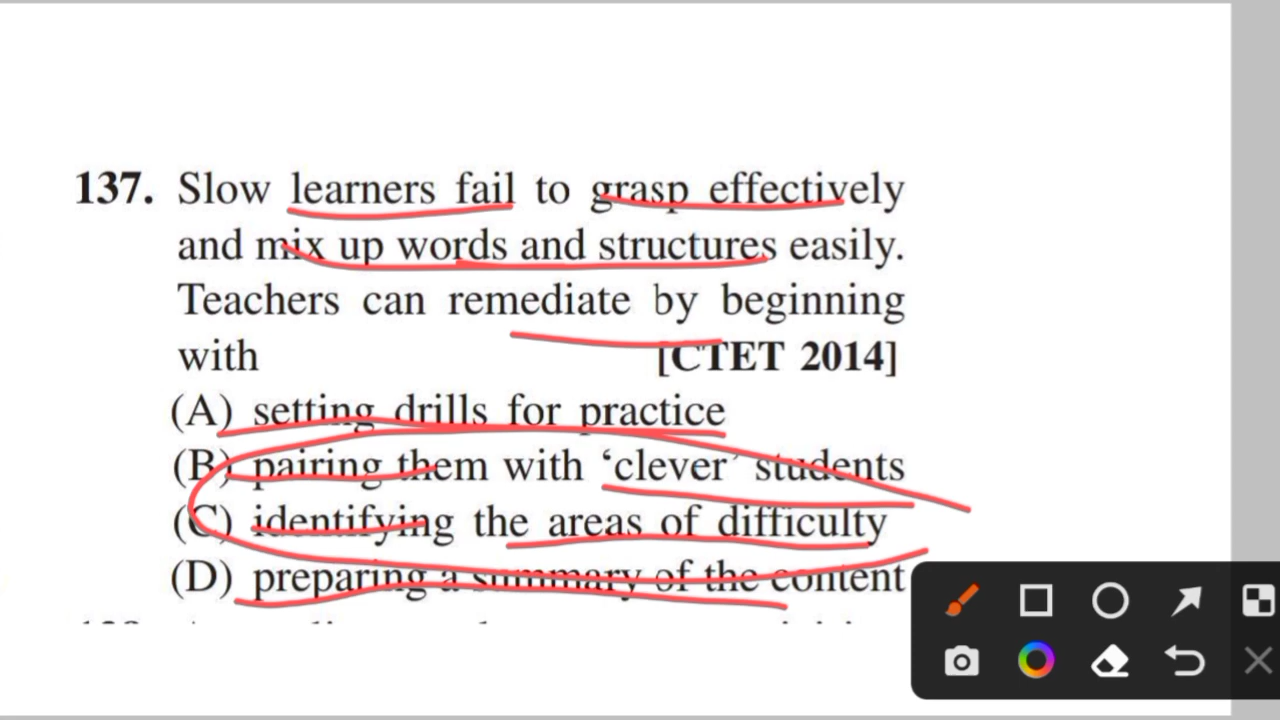 137. Slow learners fail to grasp effectively
and mix up words and structures easily.
Teachers can remediate by beginning
with [CTET 2014]
(A) setting drills for practice
(B) pairing them with ‘clever’ students
(C) identifying the areas of difficulty
(D) preparing a summary of the content